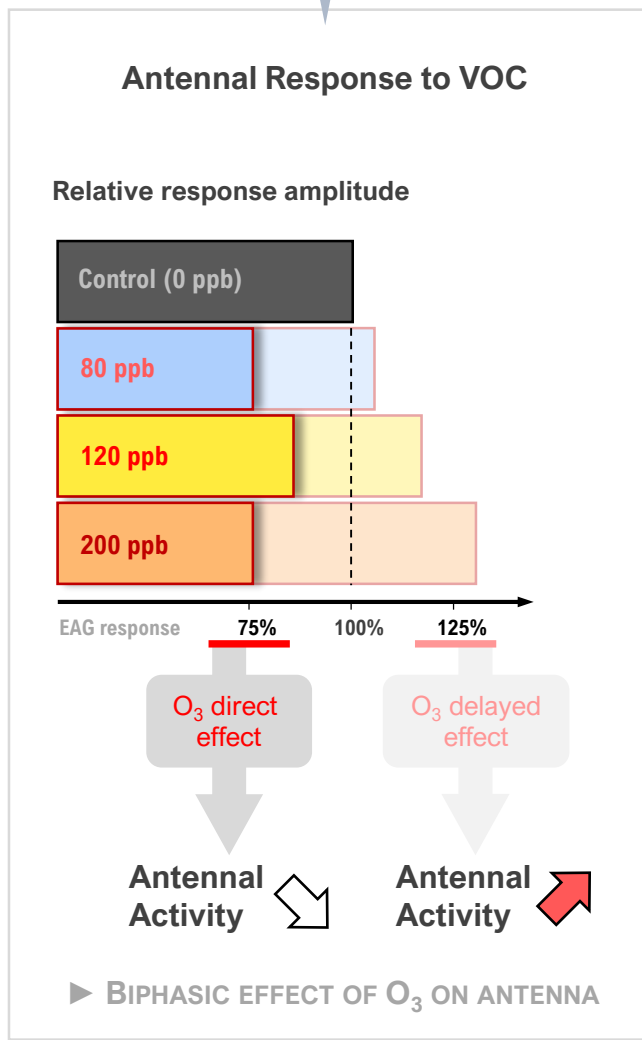 Antennal Response to VOC
Relative response amplitude
Control (0 ppb)
80 ppb
120 ppb
200 ppb
EAG response 75% 100% 125%
O₃ direct
effect
O₃ delayed
effect
Antennal
Activity
Antennal
Activity
► BIPHASIC EFFECT OF O₃ ON ANTENNA